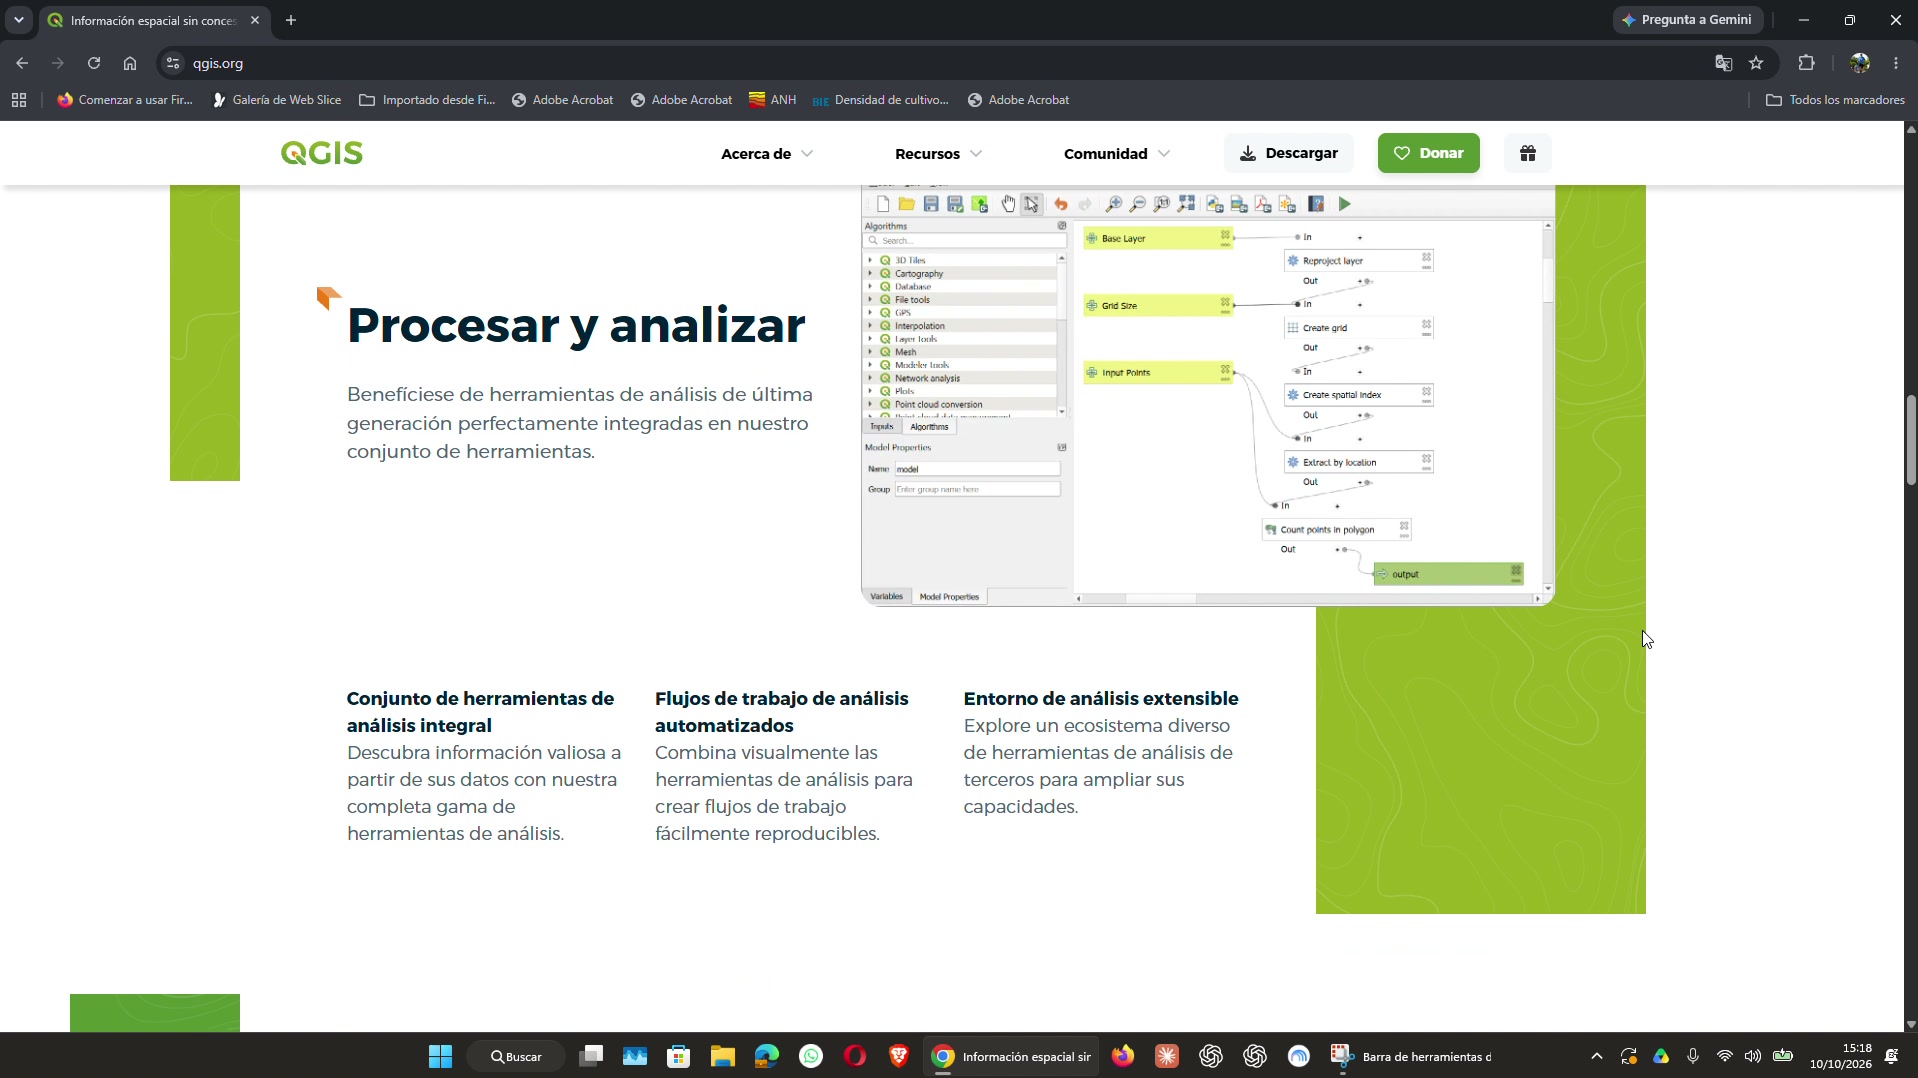 Información espacial sin conces
Pregunta a Gemini
qgis.org
Comenzar a usar Fir...
Galería de Web Slice
Importado desde Fi...
Adobe Acrobat
Adobe Acrobat
ANH
BIE Densidad de cultivo...
Adobe Acrobat
Todos los marcadores
QGIS
Acerca de
Recursos
Comunidad
Descargar
Donar
Procesar y analizar
Benefíciese de herramientas de análisis de última
generación perfectamente integradas en nuestro
conjunto de herramientas.
Algorithms
Search...
3D Tiles
Cartography
Database
File tools
GPS
Interpolation
Layer tools
Mesh
Modeler tools
Network analysis
Plots
Point cloud conversion
Point cloud data management
Inputs
Algorithms
Model Properties
Name
model
Group
Enter group name here
Variables
Model Properties
Base Layer
In
Reproject layer
Out
Grid Size
In
Create grid
Out
Input Points
In
Create spatial index
Out
In
Extract by location
Out
In
Count points in polygon
Out
output
Conjunto de herramientas de
análisis integral
Descubra información valiosa a
partir de sus datos con nuestra
completa gama de
herramientas de análisis.
Flujos de trabajo de análisis
automatizados
Combina visualmente las
herramientas de análisis para
crear flujos de trabajo
fácilmente reproducibles.
Entorno de análisis extensible
Explore un ecosistema diverso
de herramientas de análisis de
terceros para ampliar sus
capacidades.
Buscar
Información espacial sin
Barra de herramientas d
15:18
10/10/2026